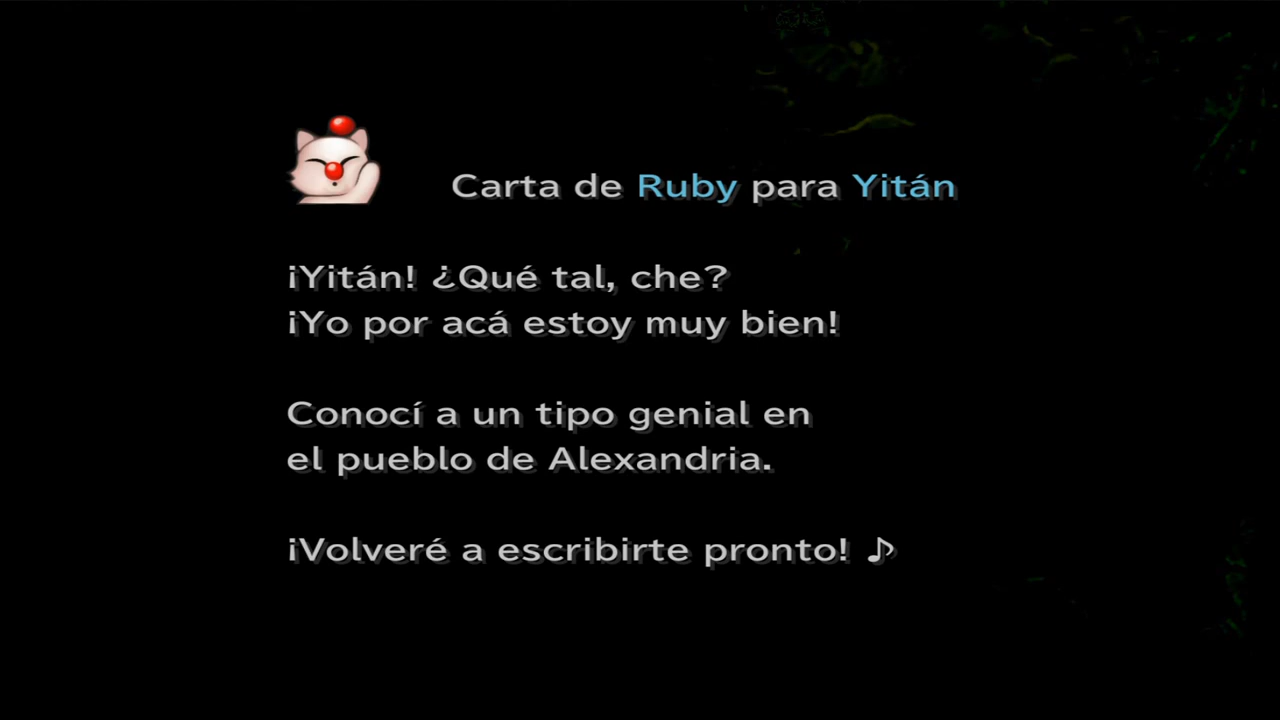 Carta de Ruby para Yitán
¡Yitán! ¿Qué tal, che?
¡Yo por acá estoy muy bien!
Conocí a un tipo genial en
el pueblo de Alexandria.
¡Volveré a escribirte pronto! ♪